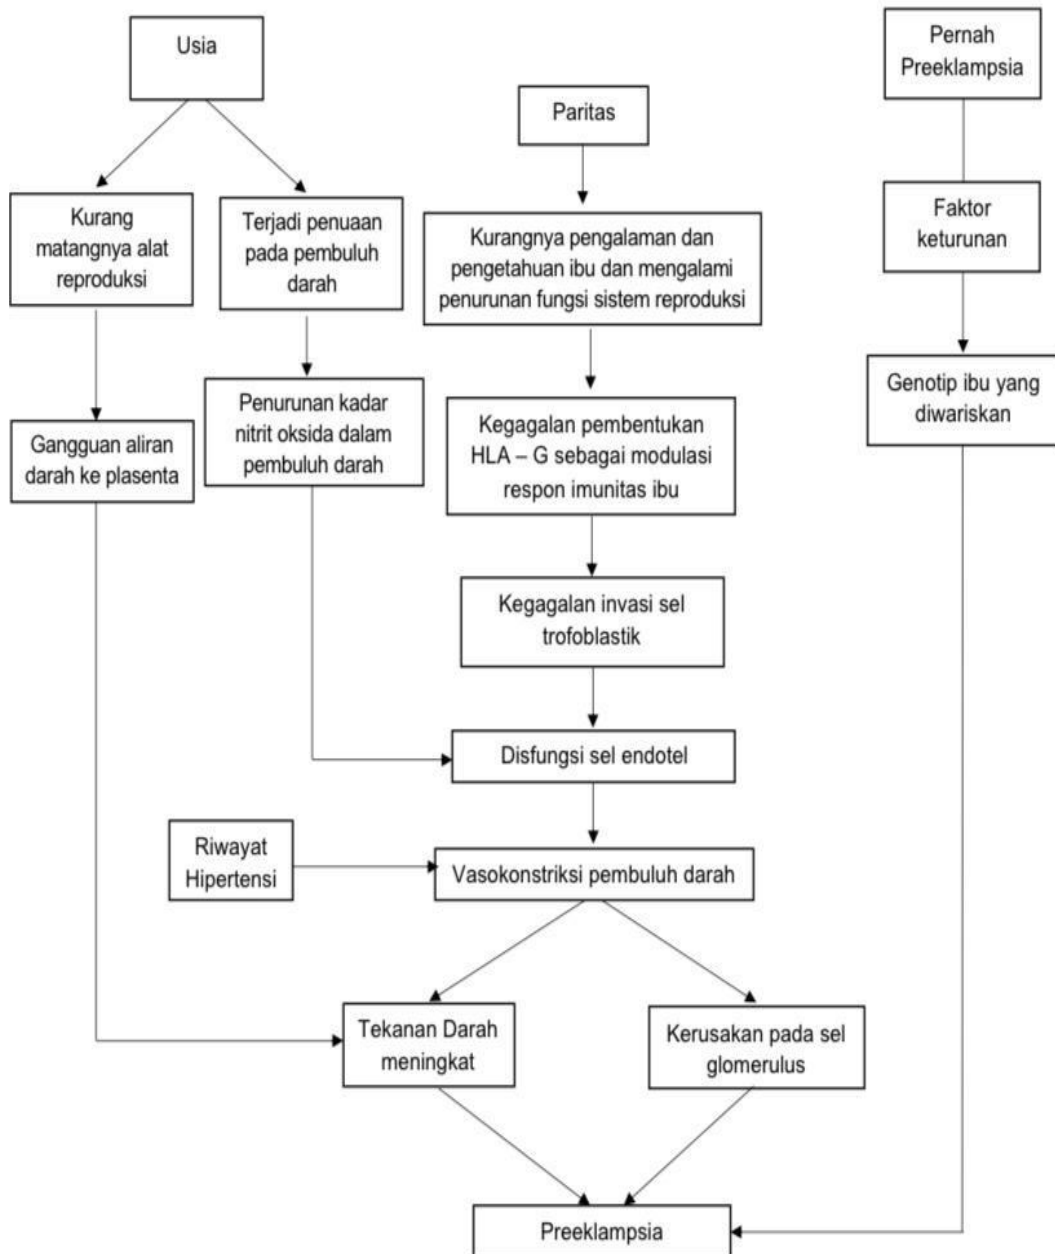 Usia
Pernah
Preeklampsia
Paritas
Kurang
matangnya alat
reproduksi
Terjadi penuaan
pada pembuluh
darah
Kurangnya pengalaman dan
pengetahuan ibu dan mengalami
penurunan fungsi sistem reproduksi
Faktor
keturunan
Gangguan aliran
darah ke plasenta
Penurunan kadar
nitrit oksida dalam
pembuluh darah
Kegagalan pembentukan
HLA – G sebagai modulasi
respon imunitas ibu
Genotip ibu yang
diwariskan
Kegagalan invasi sel
trofoblastik
Disfungsi sel endotel
Riwayat
Hipertensi
Vasokonstriksi pembuluh darah
Tekanan Darah
meningkat
Kerusakan pada sel
glomerulus
Preeklampsia